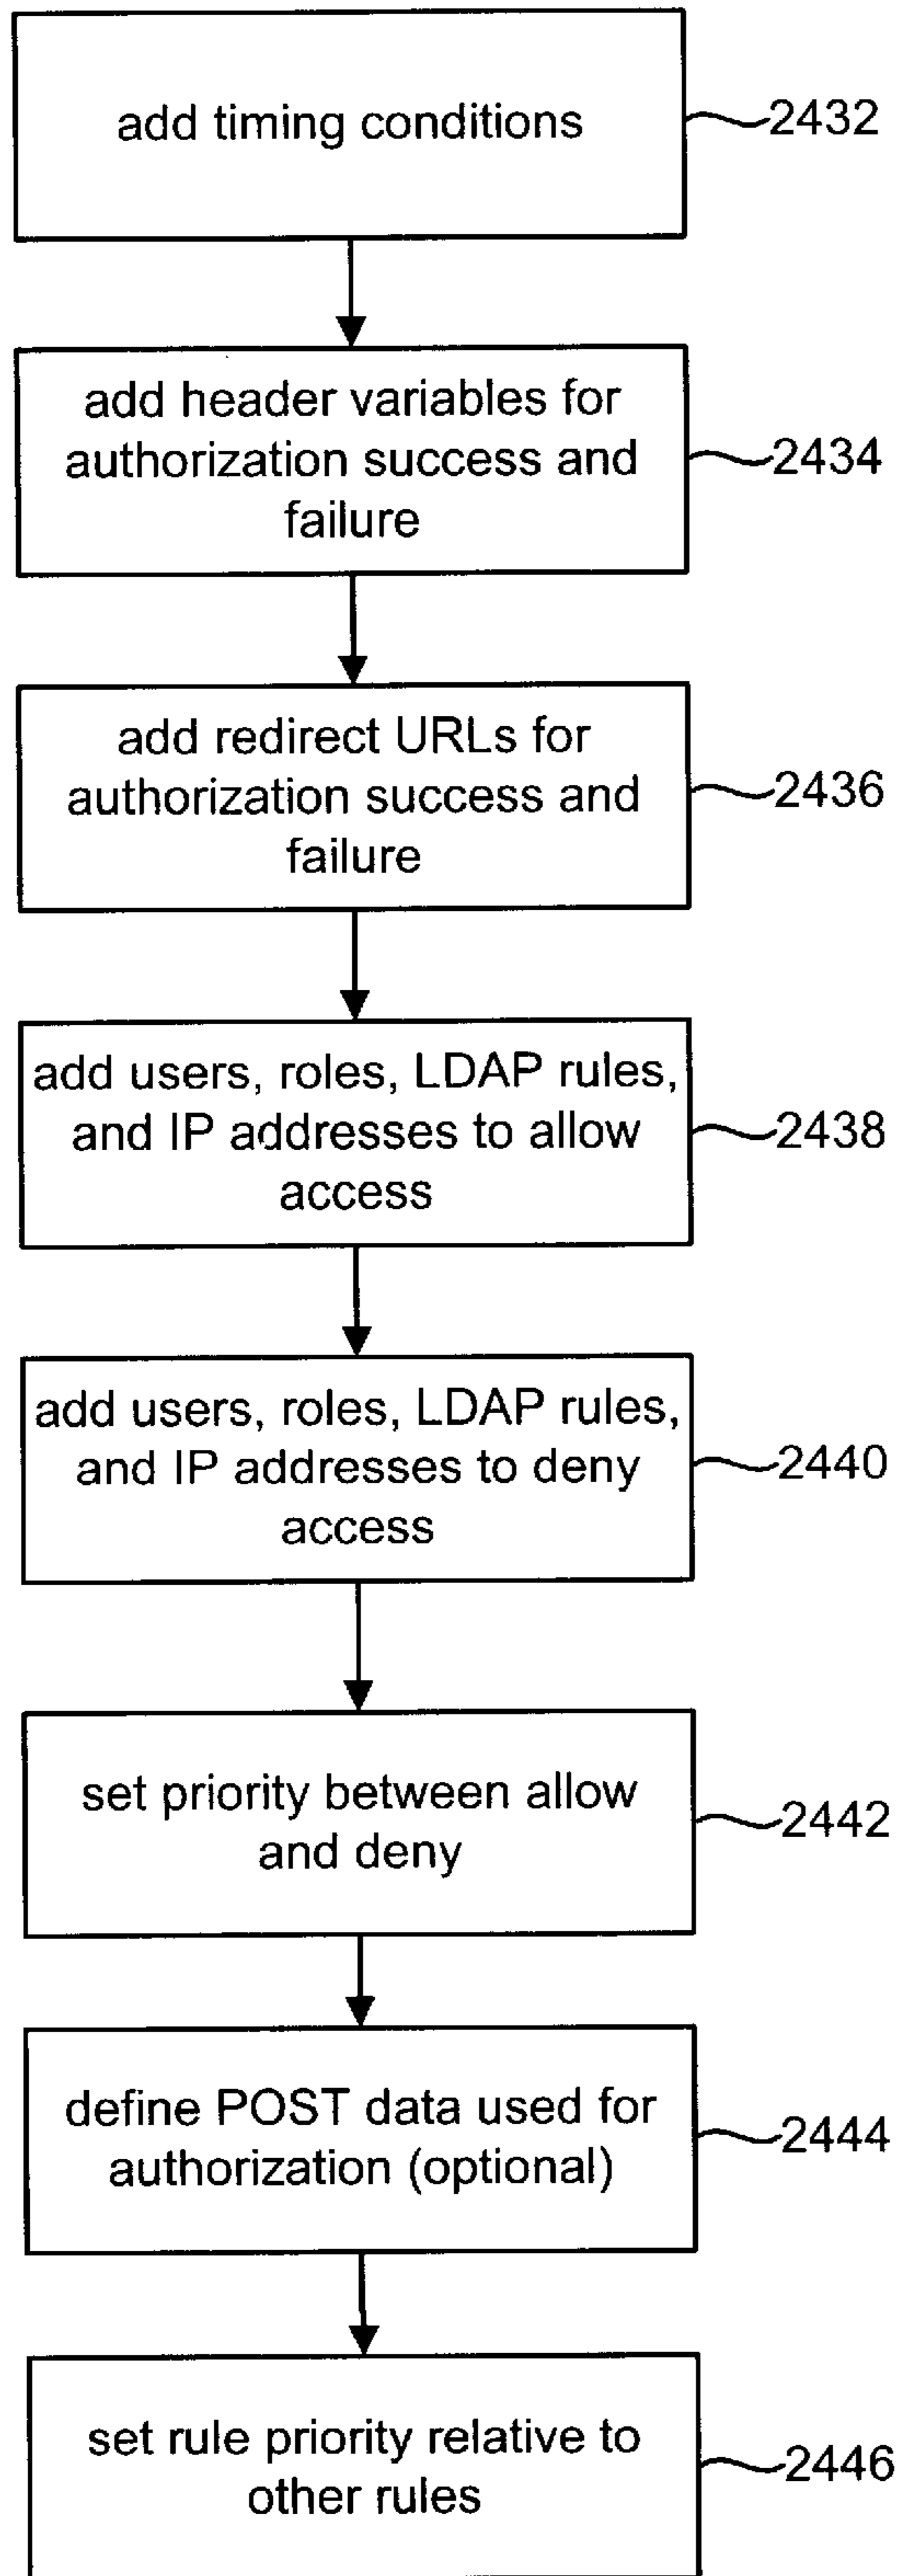 add timing conditions
2432
add header variables for
authorization success and
failure
2434
add redirect URLs for
authorization success and
failure
2436
add users, roles, LDAP rules,
and IP addresses to allow
access
2438
add users, roles, LDAP rules,
and IP addresses to deny
access
2440
set priority between allow
and deny
2442
define POST data used for
authorization (optional)
2444
set rule priority relative to
other rules
2446